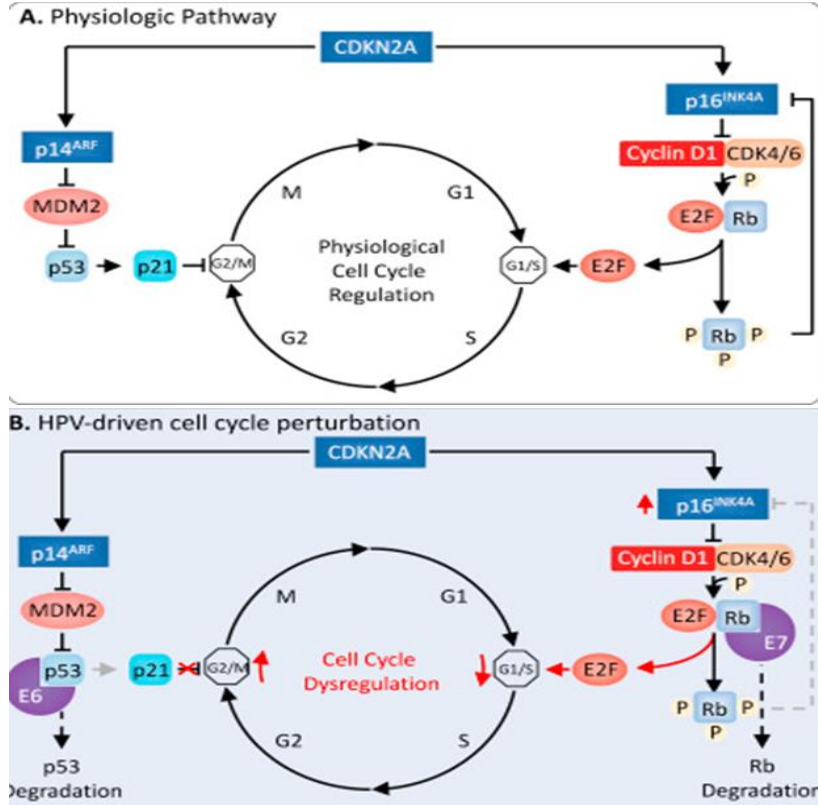 A. Physiologic Pathway
CDKN2A
p16INK4A
p14ARF
Cyclin D1 CDK4/6
P
MDM2
M
G1
E2F Rb
Physiological
Cell Cycle
Regulation
p53
p21
G2/M
G1/S
E2F
G2
S
P Rb P
P
B. HPV-driven cell cycle perturbation
CDKN2A
p16INK4A
p14ARF
Cyclin D1 CDK4/6
P
MDM2
M
G1
E2F Rb
E7
p53
E6
p21
G2/M
Cell Cycle
Dysregulation
G1/S
E2F
P Rb P
P
G2
S
p53
Degradation
Rb
Degradation